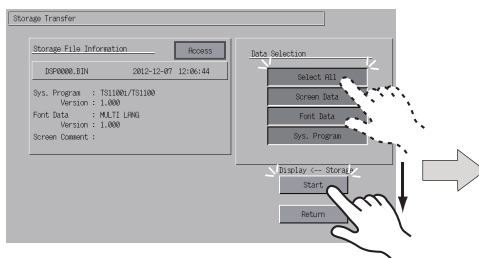 Storage Transfer
Storage File Information
Access
DSP0000.BIN 2012-12-07 12:06:44
Sys. Program : TS1100i/TS1100
Version : 1.000
Font Data : MULTI LANG
Version : 1.000
Screen Comment :
Data Selection
Select All
Screen Data
Font Data
Sys. Program
Display <-- Storage
Start
Return